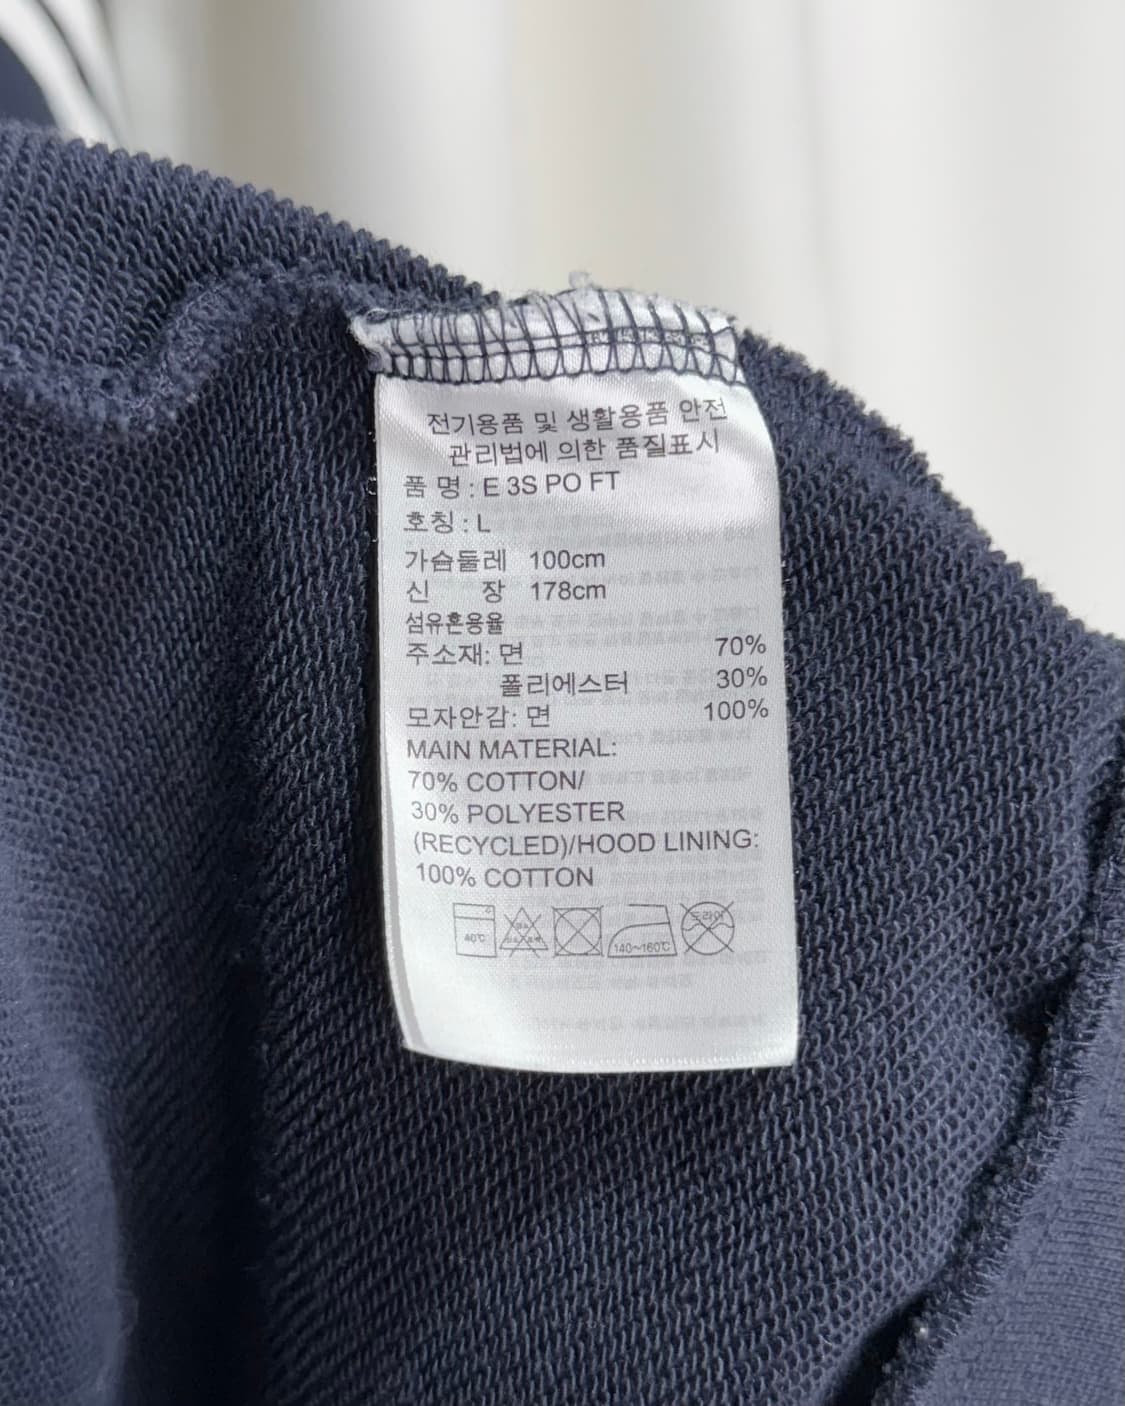 전기용품 및 생활용품 안전
관리법에 의한 품질표시
품 명 : E 3S PO FT
호칭 : L
가슴둘레 100cm
신 장 178cm
섬유혼용율
주소재: 면 70%
폴리에스터 30%
모자안감: 면 100%
MAIN MATERIAL:
70% COTTON/
30% POLYESTER
(RECYCLED)/HOOD LINING:
100% COTTON
40℃ 140~160℃ 드라이